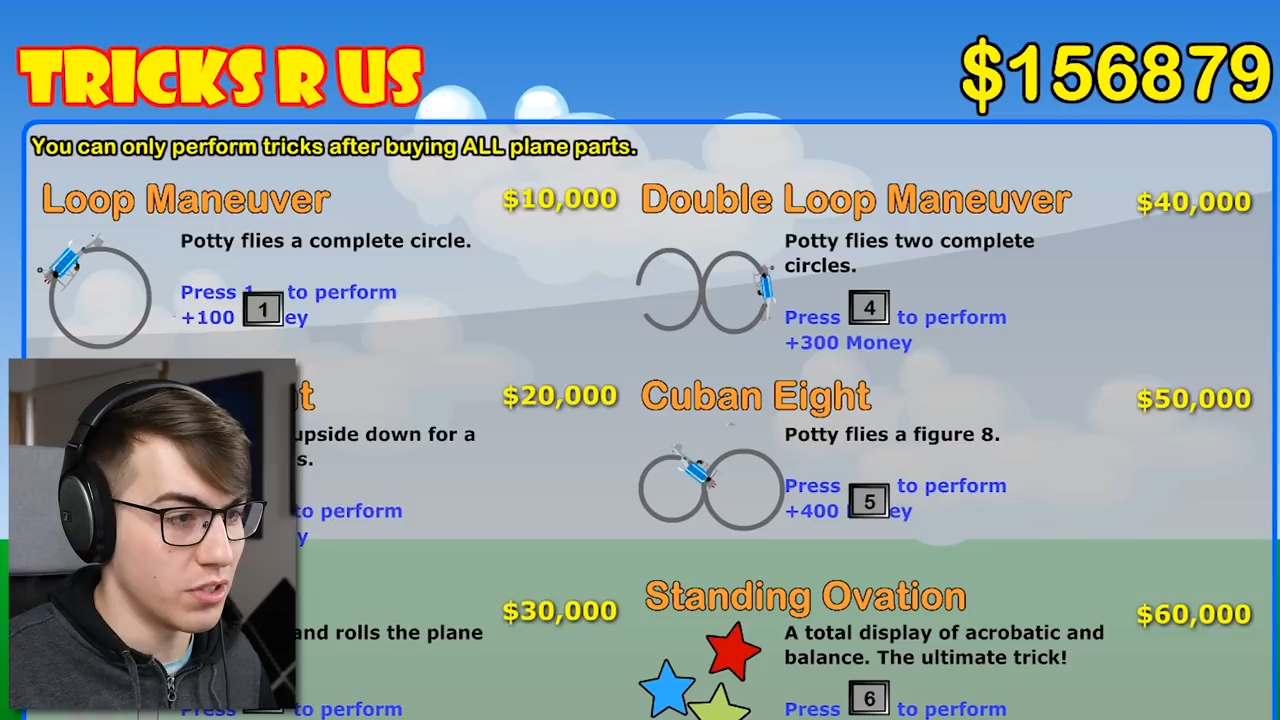 TRICKS R US
$156879
You can only perform tricks after buying ALL plane parts.
Loop Maneuver
$10,000
Potty flies a complete circle.
Press 1 to perform
+100
Double Loop Maneuver
$40,000
Potty flies two complete
circles.
Press 4 to perform
+300 Money
$20,000
upside down for a
to perform
Cuban Eight
$50,000
Potty flies a figure 8.
Press 5 to perform
+400
$30,000
and rolls the plane
Press to perform
Standing Ovation
$60,000
A total display of acrobatic and
balance. The ultimate trick!
Press 6 to perform